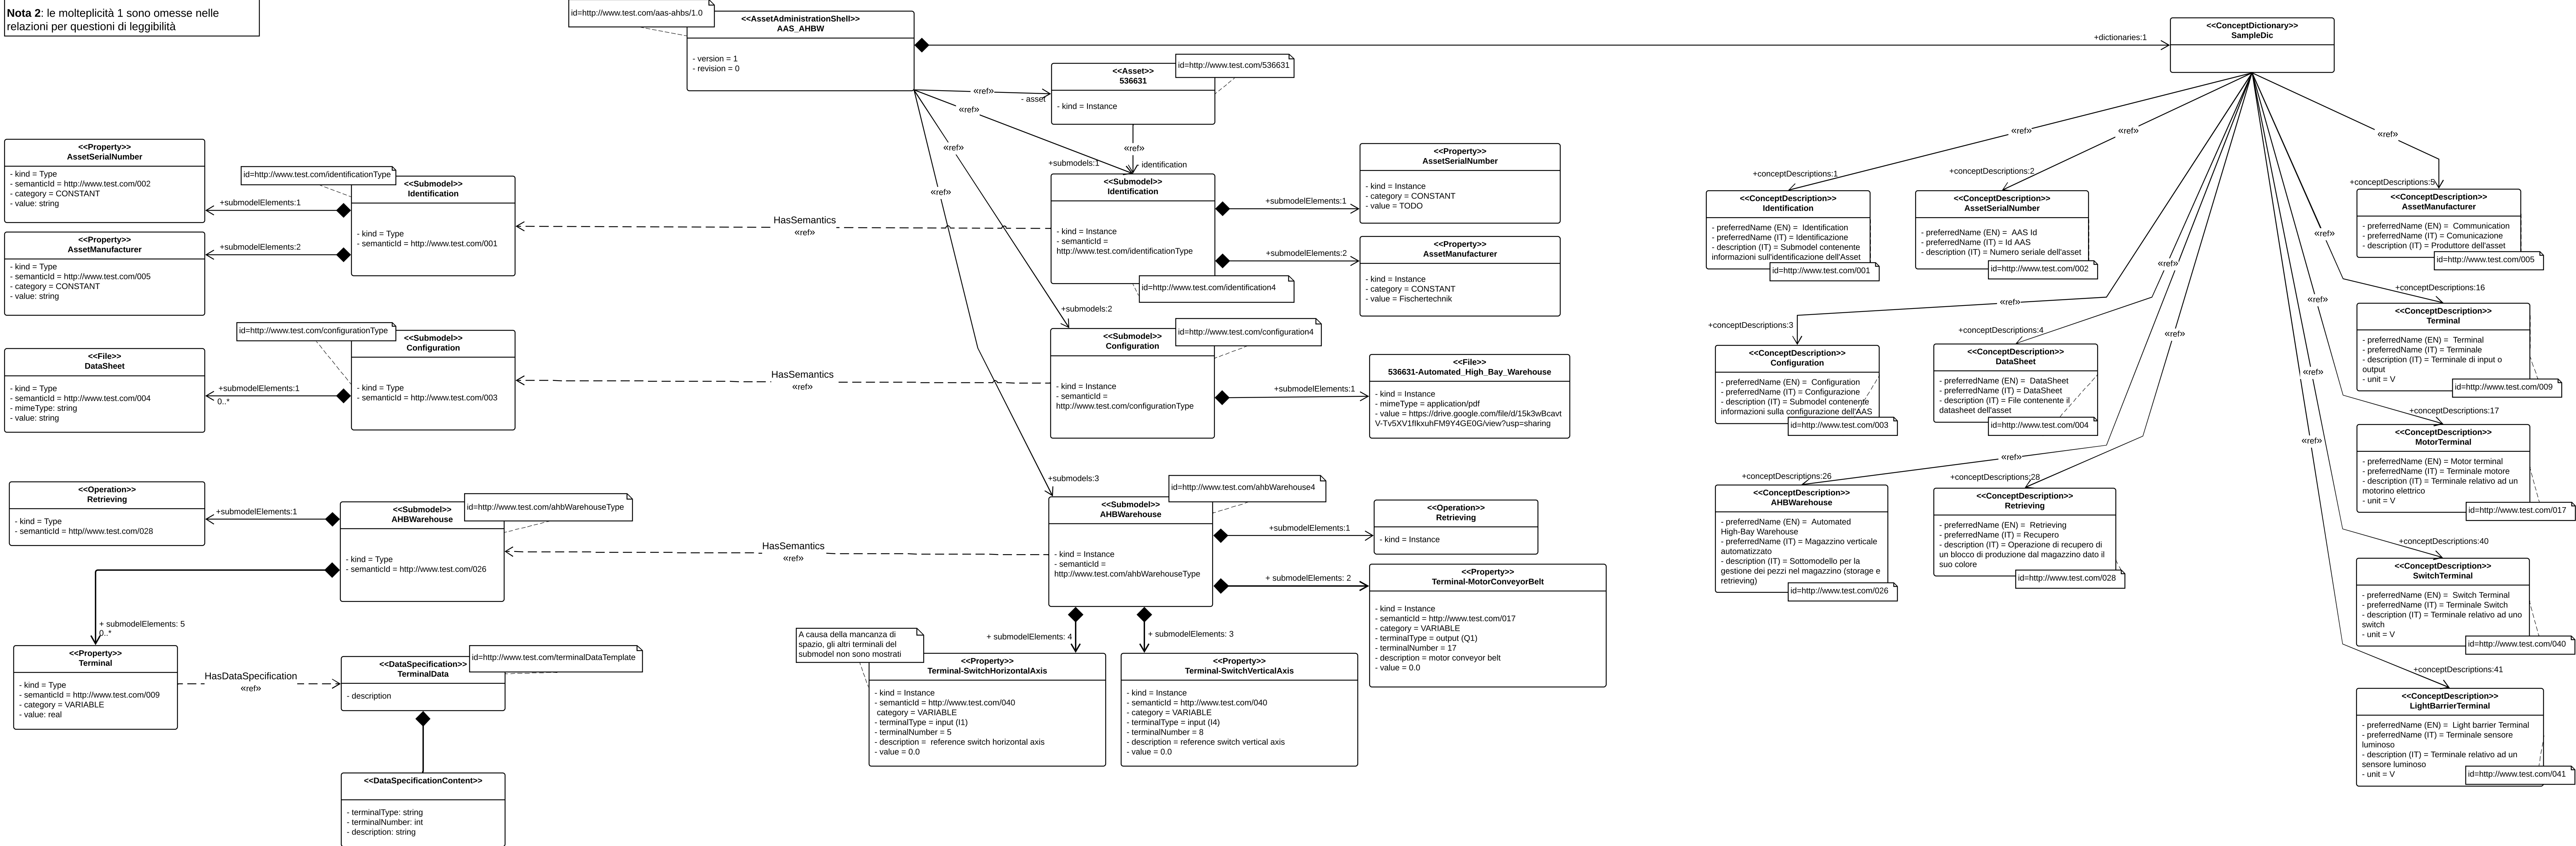 Nota 2: le molteplicità 1 sono omesse nelle
relazioni per questioni di leggibilità
id=http://www.test.com/aas-ahbs/1.0
<<AssetAdministrationShell>>
AAS_AHBW
- version = 1
- revision = 0
+dictionaries:1
<<ConceptDictionary>>
SampleDic
<<Asset>>
536631
- kind = Instance
id=http://www.test.com/536631
«ref»
- asset
«ref»
«ref»
«ref»
«ref»
+submodels:1
- identification
<<Property>>
AssetSerialNumber
- kind = Type
- semanticId = http://www.test.com/002
- category = CONSTANT
- value: string
+submodelElements:1
id=http://www.test.com/identificationType
<<Submodel>>
Identification
- kind = Type
- semanticId = http://www.test.com/001
<<Property>>
AssetManufacturer
- kind = Type
- semanticId = http://www.test.com/005
- category = CONSTANT
- value: string
+submodelElements:2
HasSemantics
«ref»
<<Submodel>>
Identification
- kind = Instance
- semanticId =
http://www.test.com/identificationType
id=http://www.test.com/identification4
+submodelElements:1
<<Property>>
AssetSerialNumber
- kind = Instance
- category = CONSTANT
- value = TODO
+submodelElements:2
<<Property>>
AssetManufacturer
- kind = Instance
- category = CONSTANT
- value = Fischertechnik
<<File>>
DataSheet
- kind = Type
- semanticId = http://www.test.com/004
- mimeType: string
- value: string
+submodelElements:1
0..*
id=http://www.test.com/configurationType
<<Submodel>>
Configuration
- kind = Type
- semanticId = http://www.test.com/003
HasSemantics
«ref»
+submodels:2
<<Submodel>>
Configuration
- kind = Instance
- semanticId =
http://www.test.com/configurationType
id=http://www.test.com/configuration4
+submodelElements:1
<<File>>
536631-Automated_High_Bay_Warehouse
- kind = Instance
- mimeType = application/pdf
- value = https://drive.google.com/file/d/15k3wBcavt
V-Tv5XV1fIkxuhFM9Y4GE0G/view?usp=sharing
<<Operation>>
Retrieving
- kind = Type
- semanticId = http//www.test.com/028
+submodelElements:1
id=http://www.test.com/ahbWarehouseType
<<Submodel>>
AHBWarehouse
- kind = Type
- semanticId = http://www.test.com/026
+ submodelElements: 5
0..*
HasSemantics
«ref»
+submodels:3
<<Submodel>>
AHBWarehouse
- kind = Instance
- semanticId =
http://www.test.com/ahbWarehouseType
id=http://www.test.com/ahbWarehouse4
+submodelElements:1
<<Operation>>
Retrieving
- kind = Instance
+ submodelElements: 2
<<Property>>
Terminal-MotorConveyorBelt
- kind = Instance
- semanticId = http://www.test.com/017
- category = VARIABLE
- terminalType = output (Q1)
- terminalNumber = 17
- description = motor conveyor belt
- value = 0.0
<<Property>>
Terminal
- kind = Type
- semanticId = http://www.test.com/009
- category = VARIABLE
- value: real
HasDataSpecification
«ref»
<<DataSpecification>>
TerminalData
- description
id=http://www.test.com/terminalDataTemplate
<<DataSpecificationContent>>
- terminalType: string
- terminalNumber: int
- description: string
A causa della mancanza di
spazio, gli altri terminali del
submodel non sono mostrati
+ submodelElements: 4
<<Property>>
Terminal-SwitchHorizontalAxis
- kind = Instance
- semanticId = http://www.test.com/040
category = VARIABLE
- terminalType = input (I1)
- terminalNumber = 5
- description = reference switch horizontal axis
- value = 0.0
+ submodelElements: 3
<<Property>>
Terminal-SwitchVerticalAxis
- kind = Instance
- semanticId = http://www.test.com/040
- category = VARIABLE
- terminalType = input (I4)
- terminalNumber = 8
- description = reference switch vertical axis
- value = 0.0
«ref»
«ref»
«ref»
«ref»
«ref»
«ref»
«ref»
«ref»
«ref»
«ref»
«ref»
«ref»
+conceptDescriptions:1
<<ConceptDescription>>
Identification
- preferredName (EN) = Identification
- preferredName (IT) = Identificazione
- description (IT) = Submodel contenente
informazioni sull'identificazione dell'Asset
id=http://www.test.com/001
+conceptDescriptions:2
<<ConceptDescription>>
AssetSerialNumber
- preferredName (EN) = AAS Id
- preferredName (IT) = Id AAS
- description (IT) = Numero seriale dell'asset
id=http://www.test.com/002
+conceptDescriptions:5
<<ConceptDescription>>
AssetManufacturer
- preferredName (EN) = Communication
- preferredName (IT) = Comunicazione
- description (IT) = Produttore dell'asset
id=http://www.test.com/005
+conceptDescriptions:3
<<ConceptDescription>>
Configuration
- preferredName (EN) = Configuration
- preferredName (IT) = Configurazione
- description (IT) = Submodel contenente
informazioni sulla configurazione dell'AAS
id=http://www.test.com/003
+conceptDescriptions:4
<<ConceptDescription>>
DataSheet
- preferredName (EN) = DataSheet
- preferredName (IT) = DataSheet
- description (IT) = File contenente il
datasheet dell'asset
id=http://www.test.com/004
+conceptDescriptions:16
<<ConceptDescription>>
Terminal
- preferredName (EN) = Terminal
- preferredName (IT) = Terminale
- description (IT) = Terminale di input o
output
- unit = V
id=http://www.test.com/009
+conceptDescriptions:17
<<ConceptDescription>>
MotorTerminal
- preferredName (EN) = Motor terminal
- preferredName (IT) = Terminale motore
- description (IT) = Terminale relativo ad un
motorino elettrico
- unit = V
id=http://www.test.com/017
+conceptDescriptions:26
<<ConceptDescription>>
AHBWarehouse
- preferredName (EN) = Automated
High-Bay Warehouse
- preferredName (IT) = Magazzino verticale
automatizzato
- description (IT) = Sottomodello per la
gestione dei pezzi nel magazzino (storage e
retrieving)
id=http://www.test.com/026
+conceptDescriptions:28
<<ConceptDescription>>
Retrieving
- preferredName (EN) = Retrieving
- preferredName (IT) = Recupero
- description (IT) = Operazione di recupero di
un blocco di produzione dal magazzino dato il
suo colore
id=http://www.test.com/028
+conceptDescriptions:40
<<ConceptDescription>>
SwitchTerminal
- preferredName (EN) = Switch Terminal
- preferredName (IT) = Terminale Switch
- description (IT) = Terminale relativo ad uno
switch
- unit = V
id=http://www.test.com/040
+conceptDescriptions:41
<<ConceptDescription>>
LightBarrierTerminal
- preferredName (EN) = Light barrier Terminal
- preferredName (IT) = Terminale sensore
luminoso
- description (IT) = Terminale relativo ad un
sensore luminoso
- unit = V
id=http://www.test.com/041